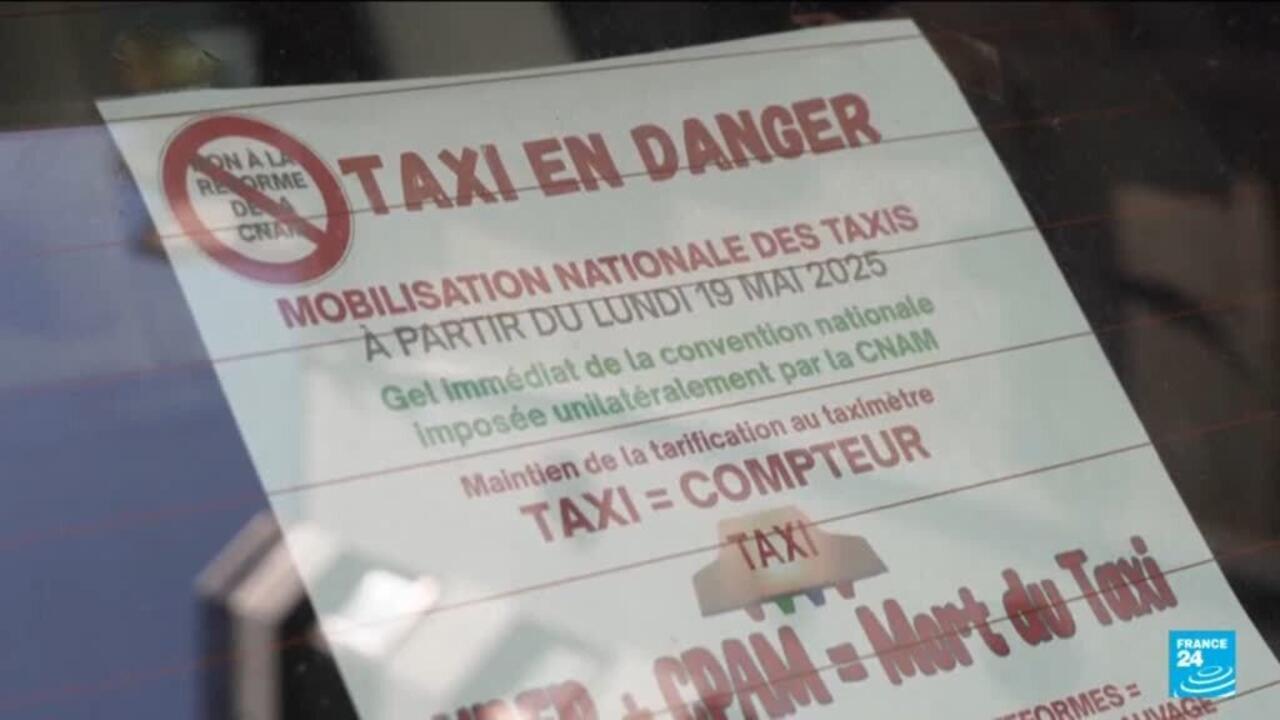 NON À LA
RÉFORME
DE LA
CNAM
TAXI EN DANGER
MOBILISATION NATIONALE DES TAXIS
À PARTIR DU LUNDI 19 MAI 2025
Gel immédiat de la convention nationale
imposée unilatéralement par la CNAM
Maintien de la tarification au taximètre
TAXI = COMPTEUR
TAXI
UBER + CPAM = Mort du Taxi
FRANCE
24